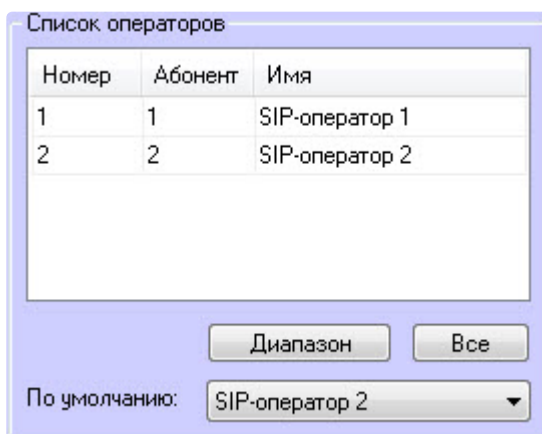 Список операторов
Номер Абонент Имя
1 1 SIP-оператор 1
2 2 SIP-оператор 2
Диапазон Все
По умолчанию: SIP-оператор 2